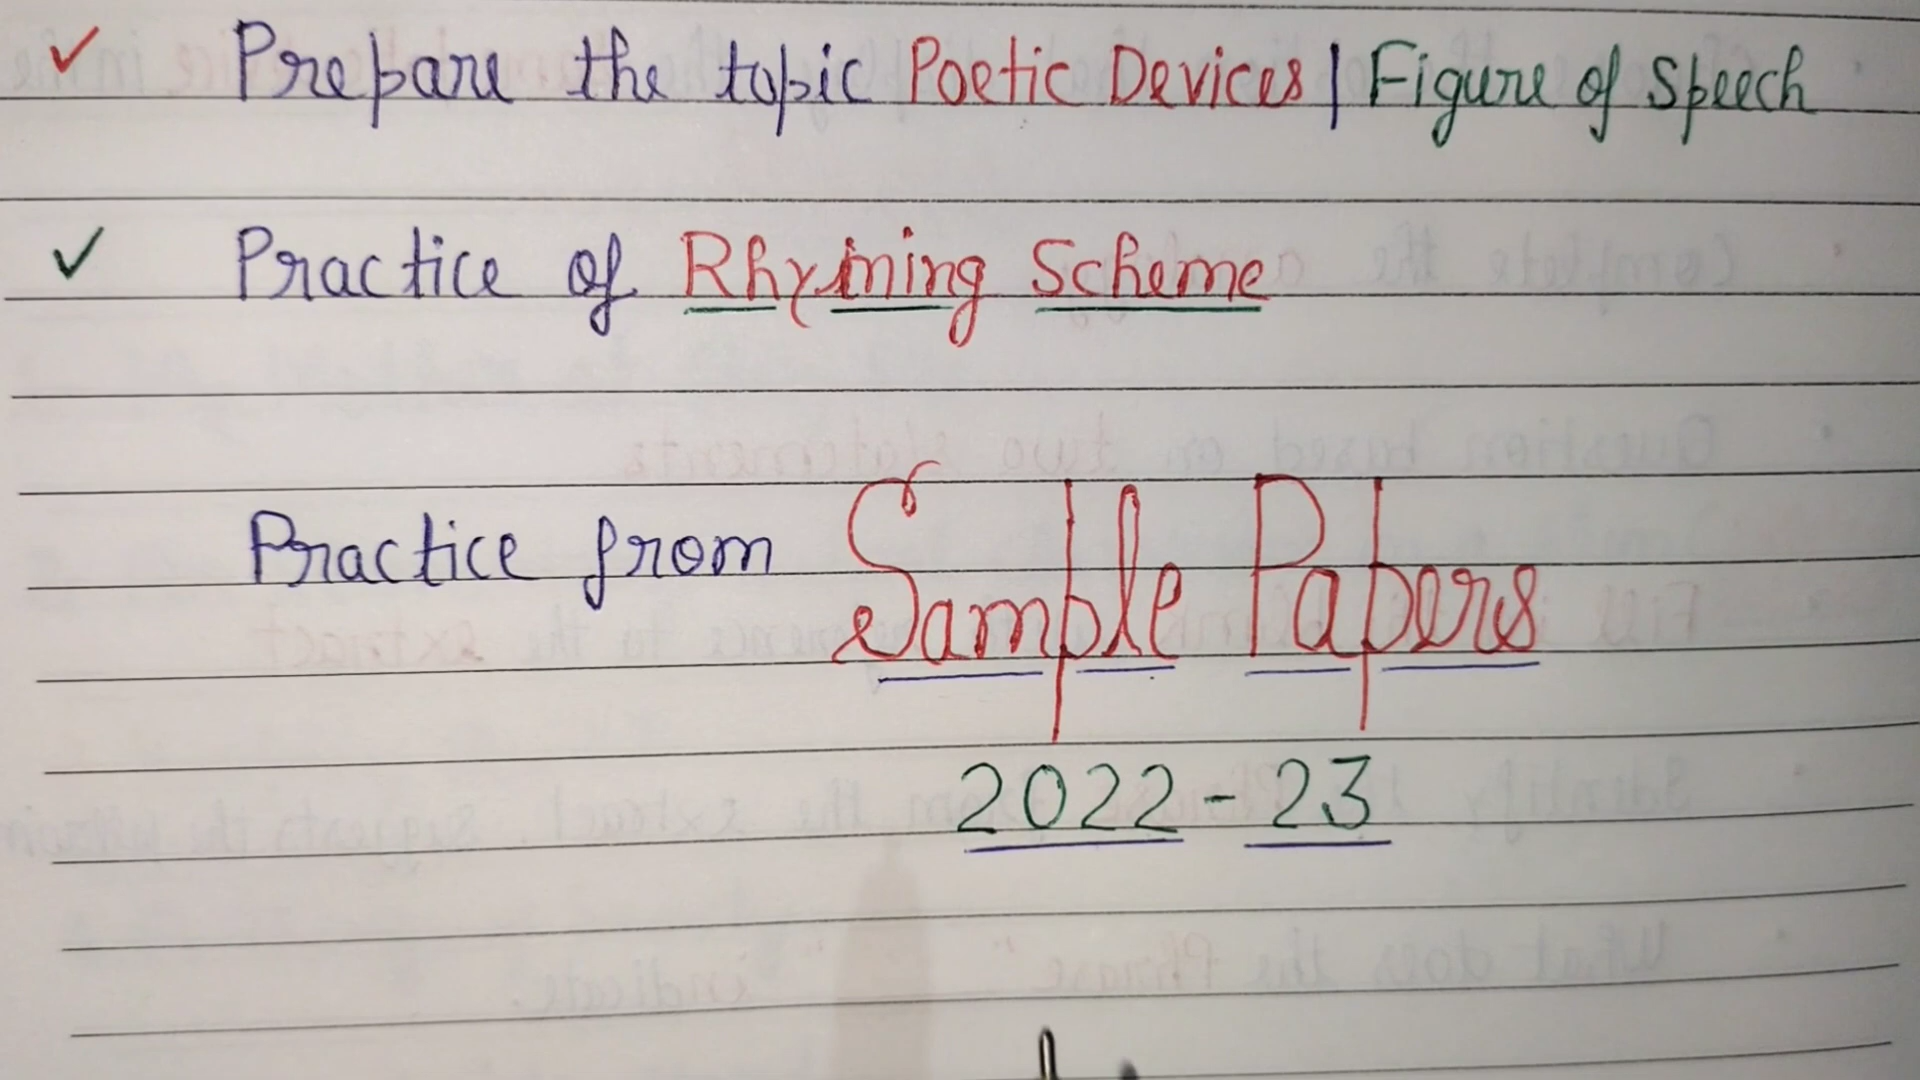 ✓ Prepare the topic Poetic Devices | Figure of Speech
✓ Practice of Rhyming Scheme
Practice from Sample Papers
2022-23